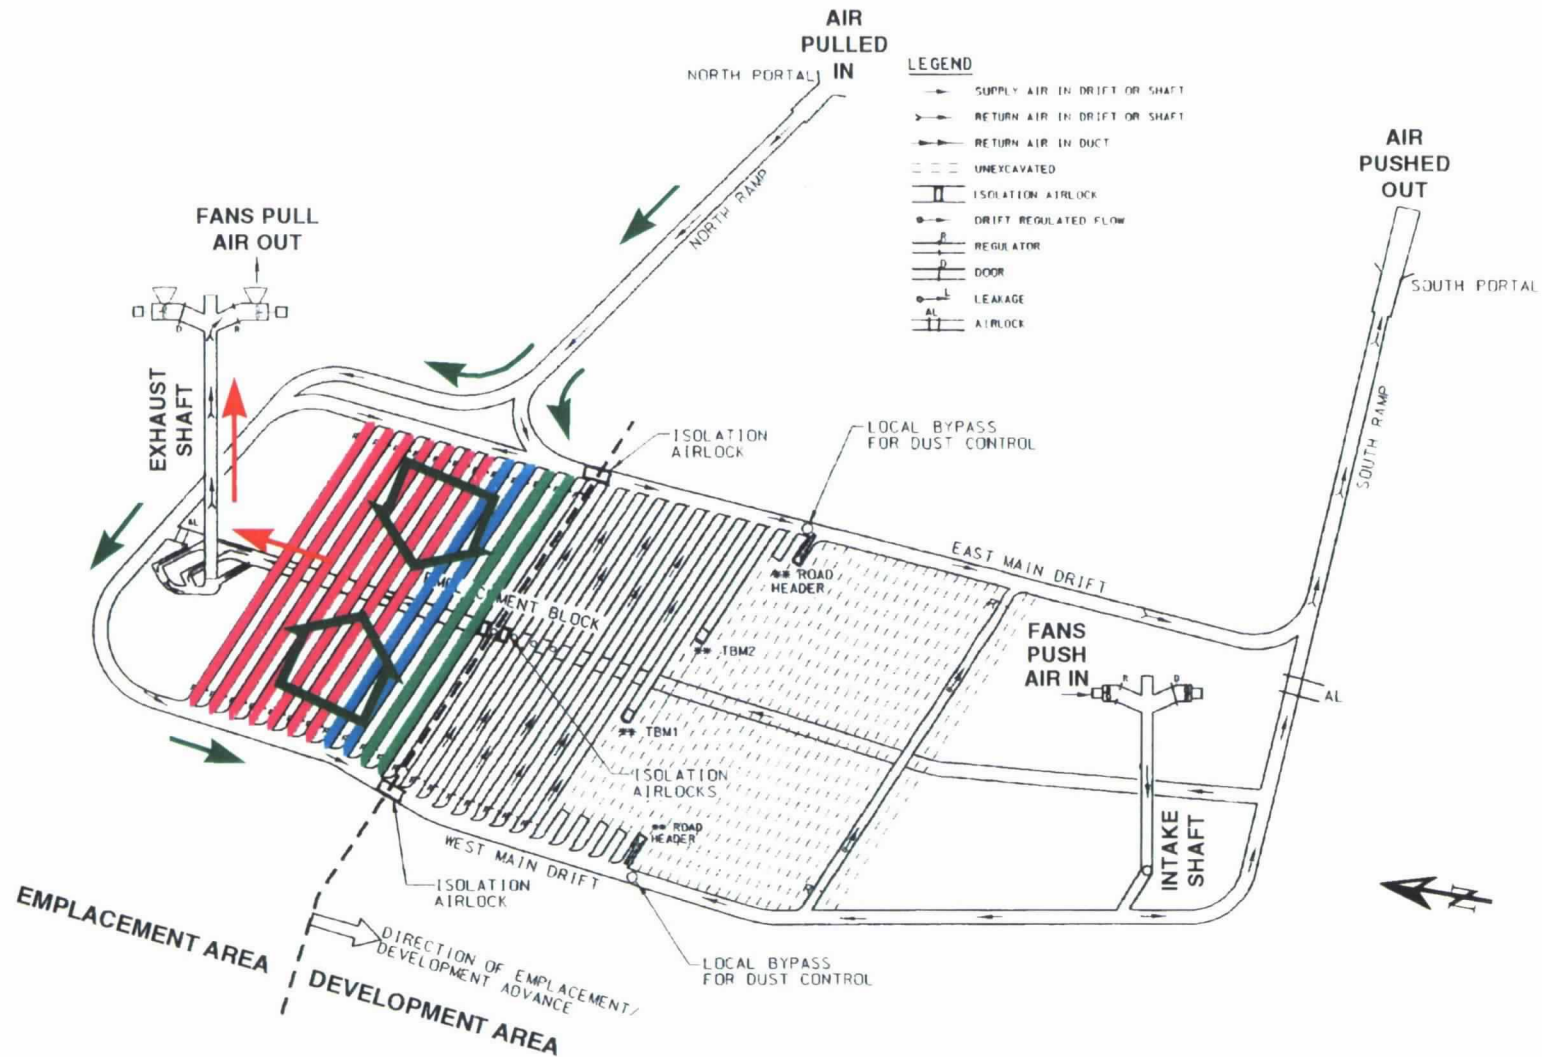 AIR
PULLED
IN
NORTH PORTAL
LEGEND
SUPPLY AIR IN DRIFT OR SHAFT
RETURN AIR IN DRIFT OR SHAFT
RETURN AIR IN DUCT
UNEXCAVATED
ISOLATION AIRLOCK
DRIFT REGULATED FLOW
R
REGULATOR
D
DOOR
L
LEAKAGE
AL
AIRLOCK
AIR
PUSHED
OUT
SOUTH PORTAL
SOUTH RAMP
NORTH RAMP
FANS PULL
AIR OUT
D
R
EXHAUST
SHAFT
AL
ISOLATION
AIRLOCK
LOCAL BYPASS
FOR DUST CONTROL
EAST MAIN DRIFT
** ROAD
HEADER
BLOCK
** TBM2
** TBM1
ISOLATION
AIRLOCKS
** ROAD
HEADER
R
R
FANS
PUSH
AIR IN
R
D
AL
INTAKE
SHAFT
WEST MAIN DRIFT
ISOLATION
AIRLOCK
LOCAL BYPASS
FOR DUST CONTROL
N
EMPLACEMENT AREA
DIRECTION OF EMPLACEMENT/
DEVELOPMENT ADVANCE
DEVELOPMENT AREA